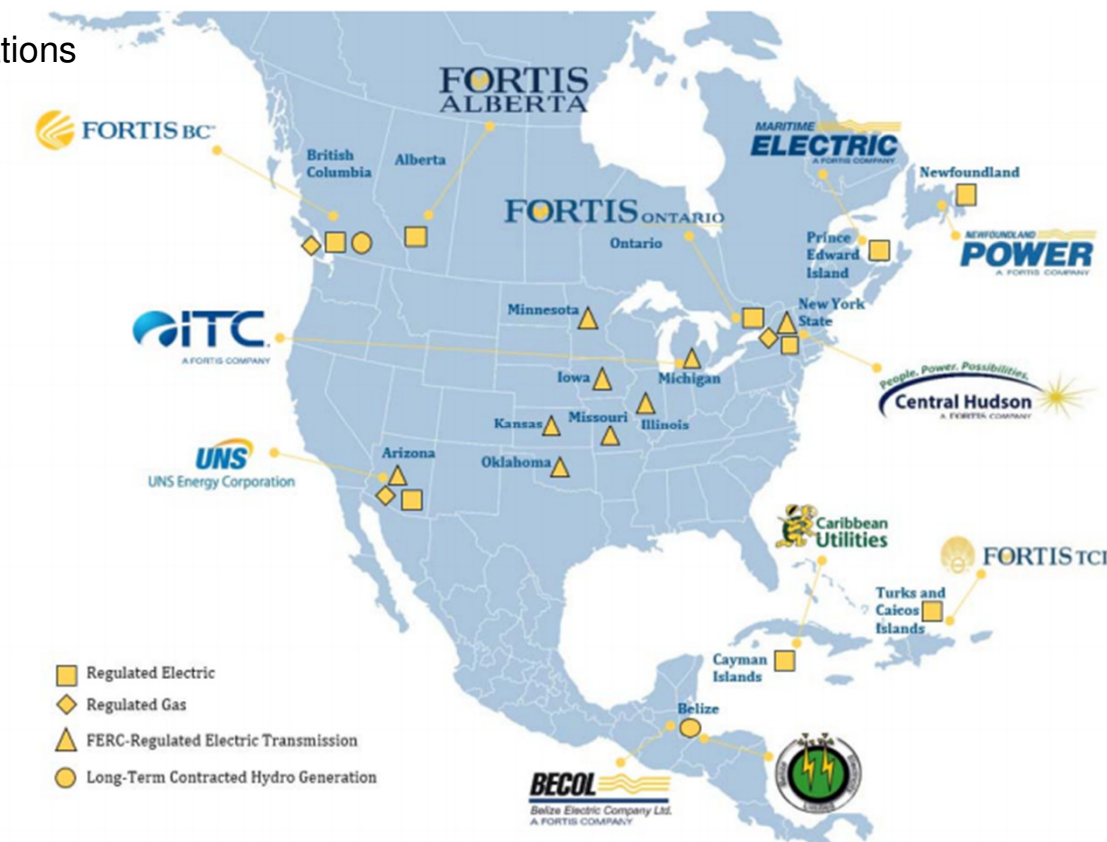 tions
FORTIS
ALBERTA
FORTIS BC
British
Columbia
Alberta
MARITIME
ELECTRIC
A FORTIS COMPANY
Newfoundland
FORTIS ONTARIO
Ontario
Prince
Edward
Island
NEWFOUNDLAND
POWER
A FORTIS COMPANY
ITC
A FORTIS COMPANY
Minnesota
New York
State
Iowa
Michigan
People. Power. Possibilities.
Central Hudson
A FORTIS COMPANY
Kansas
Missouri
Illinois
UNS
UNS Energy Corporation
Arizona
Oklahoma
Caribbean
Utilities
FORTIS TCI
Turks and
Caicos
Islands
Cayman
Islands
Regulated Electric
Regulated Gas
FERC-Regulated Electric Transmission
Long-Term Contracted Hydro Generation
Belize
BECOL
Belize Electric Company Ltd.
A FORTIS COMPANY